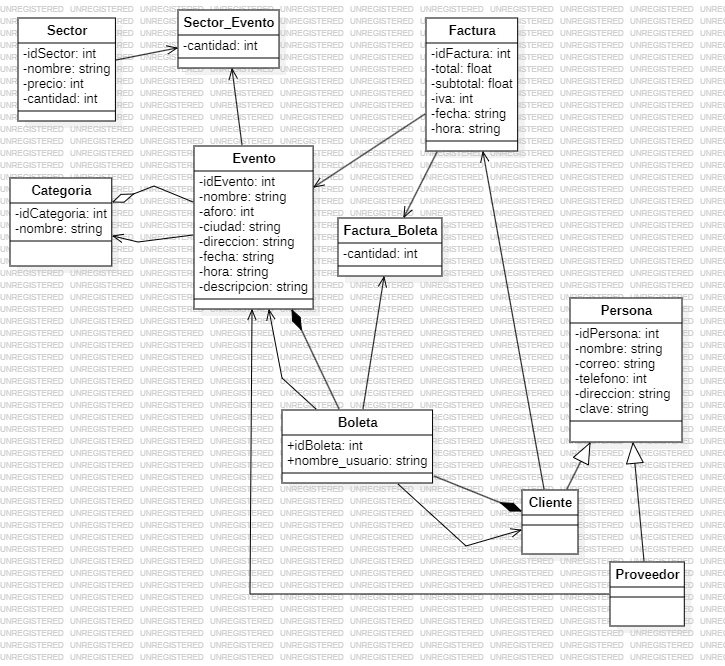 Sector
-idSector: int
-nombre: string
-precio: int
-cantidad: int
Sector_Evento
-cantidad: int
Factura
-idFactura: int
-total: float
-subtotal: float
-iva: int
-fecha: string
-hora: string
Categoria
-idCategoria: int
-nombre: string
Evento
-idEvento: int
-nombre: string
-aforo: int
-ciudad: string
-direccion: string
-fecha: string
-hora: string
-descripcion: string
Factura_Boleta
-cantidad: int
Persona
-idPersona: int
-nombre: string
-correo: string
-telefono: int
-direccion: string
-clave: string
Boleta
+idBoleta: int
+nombre_usuario: string
Cliente
Proveedor
UNREGISTERED